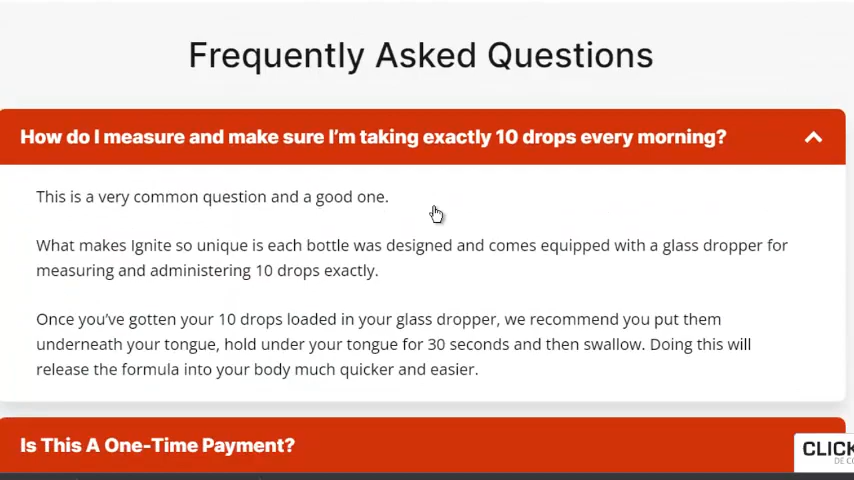 Frequently Asked Questions
How do I measure and make sure I'm taking exactly 10 drops every morning?
This is a very common question and a good one.
What makes Ignite so unique is each bottle was designed and comes equipped with a glass dropper for
measuring and administering 10 drops exactly.
Once you've gotten your 10 drops loaded in your glass dropper, we recommend you put them
underneath your tongue, hold under your tongue for 30 seconds and then swallow. Doing this will
release the formula into your body much quicker and easier.
Is This A One-Time Payment?
CLICK